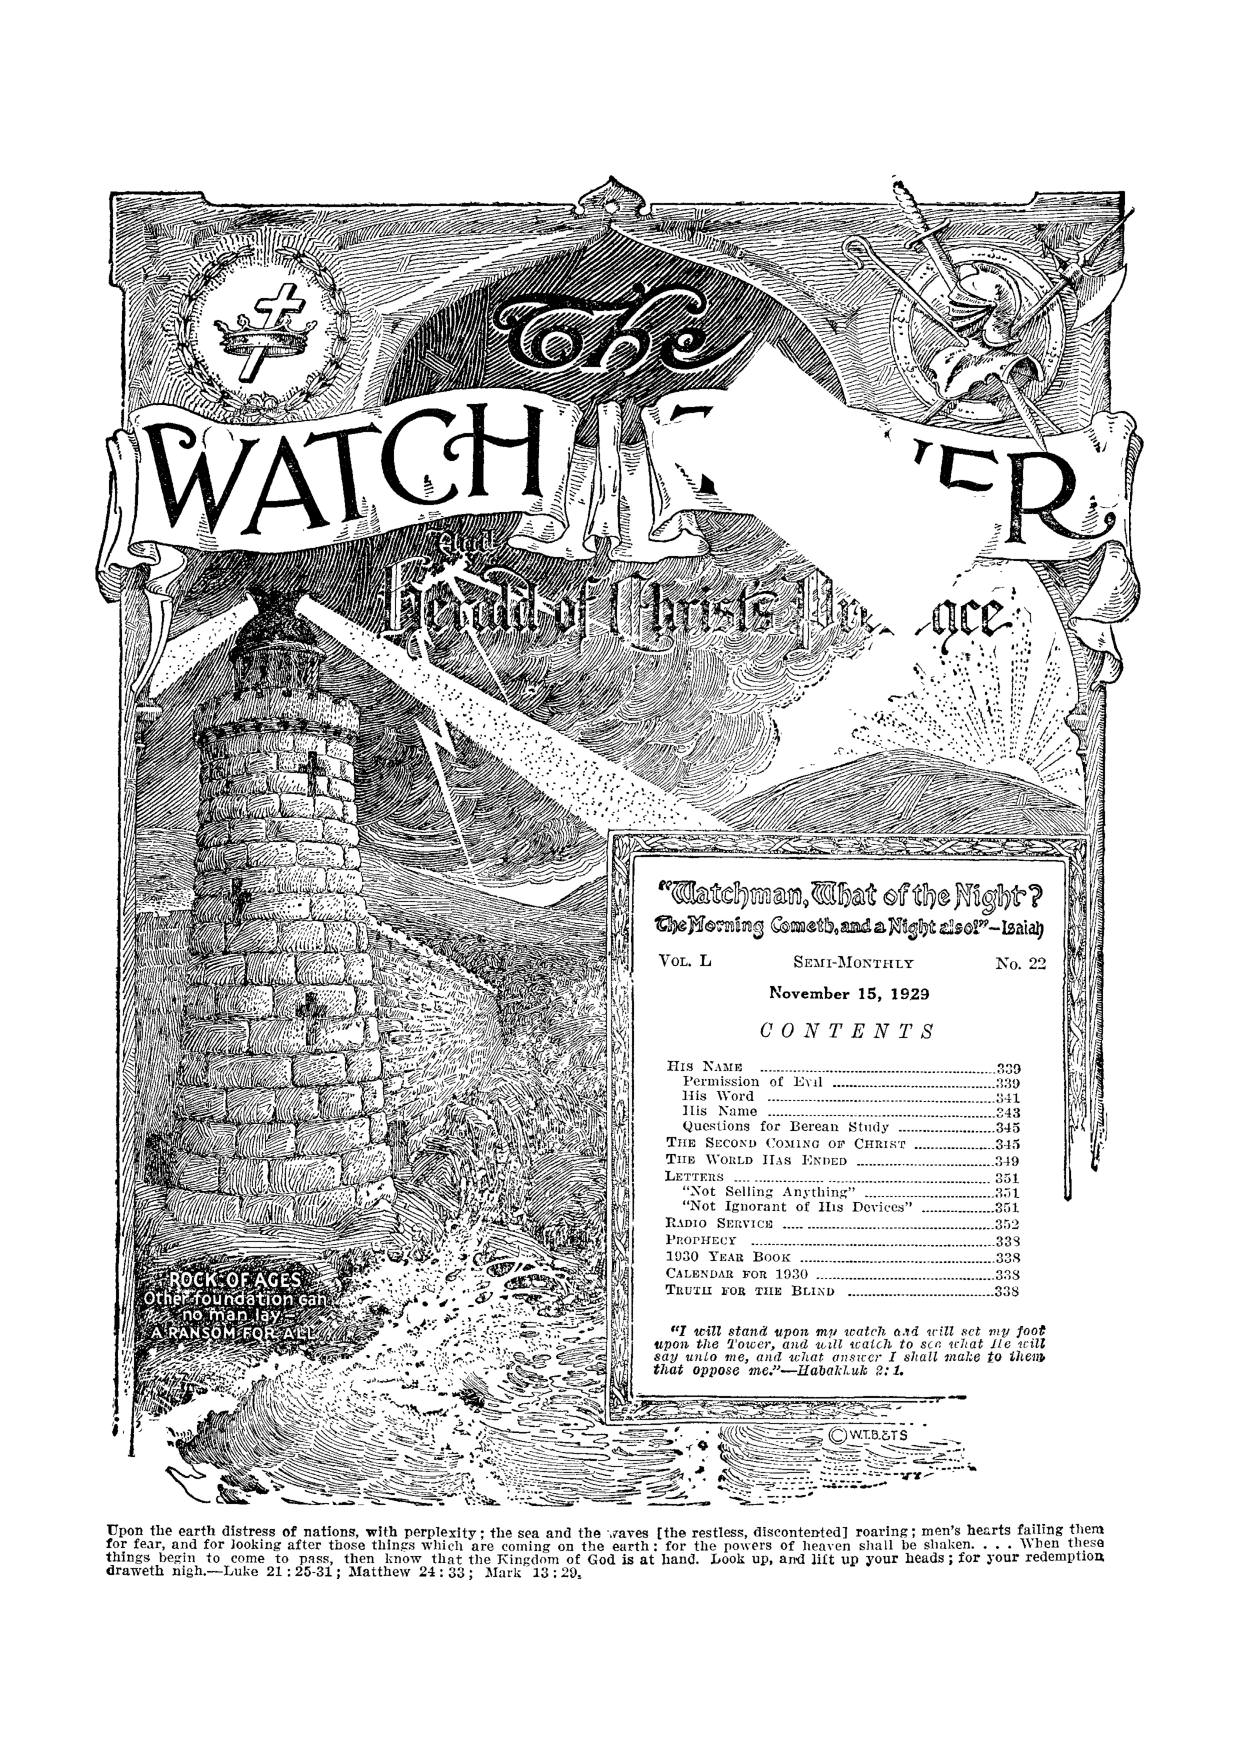 The
WATCH TOWER
And
Herald of Christ's Presence
"Watchman, What of the Night?
The Morning Cometh, and a Night also!"—Isaiah
VOL. L SEMI-MONTHLY No. 22
November 15, 1929
CONTENTS
HIS NAME 339
Permission of Evil 339
His Word 341
His Name 343
Questions for Berean Study 345
THE SECOND COMING OF CHRIST 345
THE WORLD HAS ENDED 349
LETTERS 351
"Not Selling Anything" 351
"Not Ignorant of His Devices" 351
RADIO SERVICE 352
PROPHECY 338
1930 YEAR BOOK 338
CALENDAR FOR 1930 338
TRUTH FOR THE BLIND 338
"I will stand upon my watch and will set my foot
upon the Tower, and will watch to see what He will
say unto me, and what answer I shall make to them
that oppose me."—Habakkuk 2:1.
ROCK OF AGES
Other foundation can
no man lay—
A RANSOM FOR ALL
© W.T.B.&T.S
Upon the earth distress of nations, with perplexity; the sea and the waves [the restless, discontented] roaring; men's hearts failing them
for fear, and for looking after those things which are coming on the earth: for the powers of heaven shall be shaken. . . . When these
things begin to come to pass, then know that the Kingdom of God is at hand. Look up, and lift up your heads; for your redemption
draweth nigh.—Luke 21:25-31; Matthew 24:33; Mark 13:29.